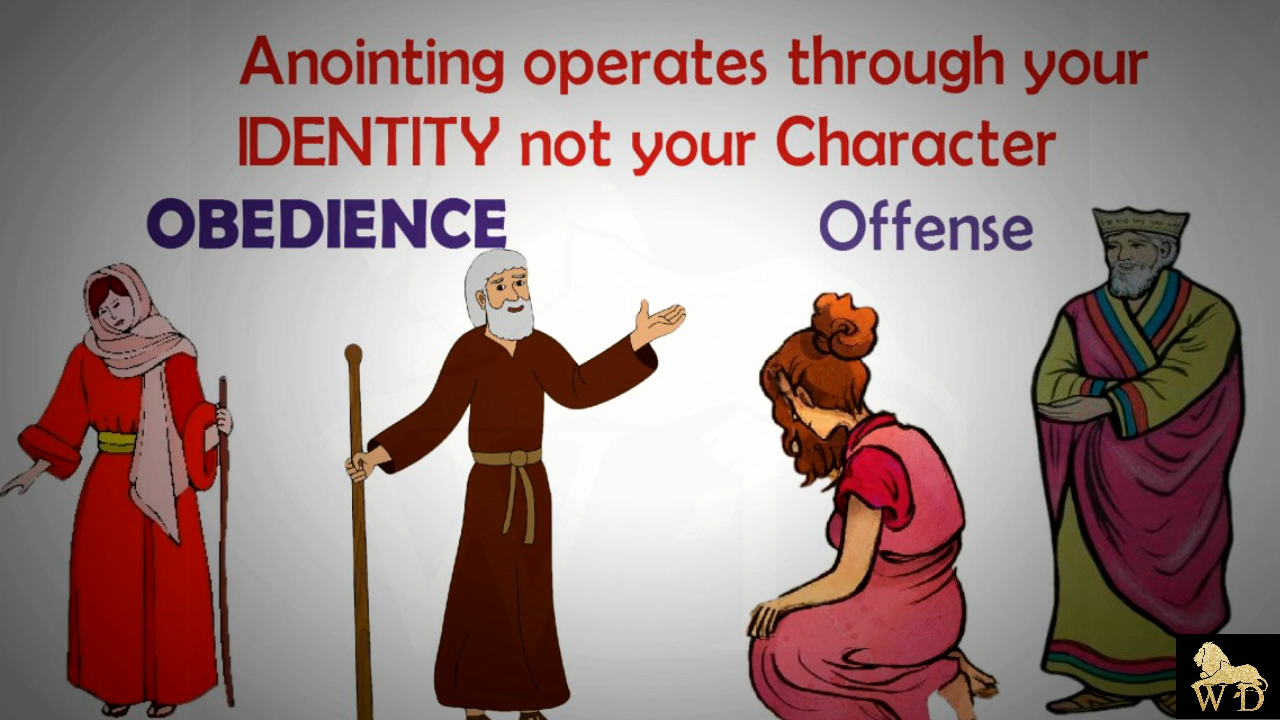 Anointing operates through your
IDENTITY not your Character
OBEDIENCE
Offense
WD